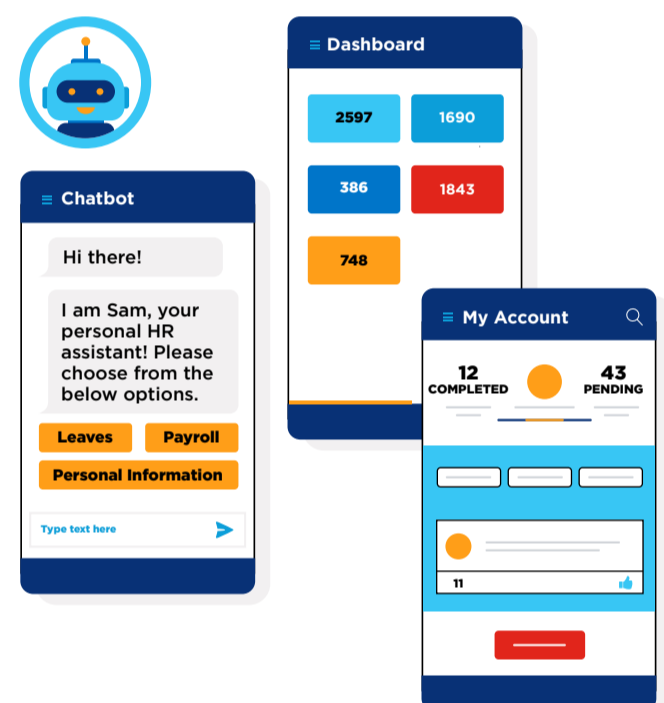 Dashboard
2597
1690
386
1843
748
Chatbot
Hi there!
I am Sam, your
personal HR
assistant! Please
choose from the
below options.
Leaves
Payroll
Personal Information
Type text here
My Account
12
COMPLETED
43
PENDING
11